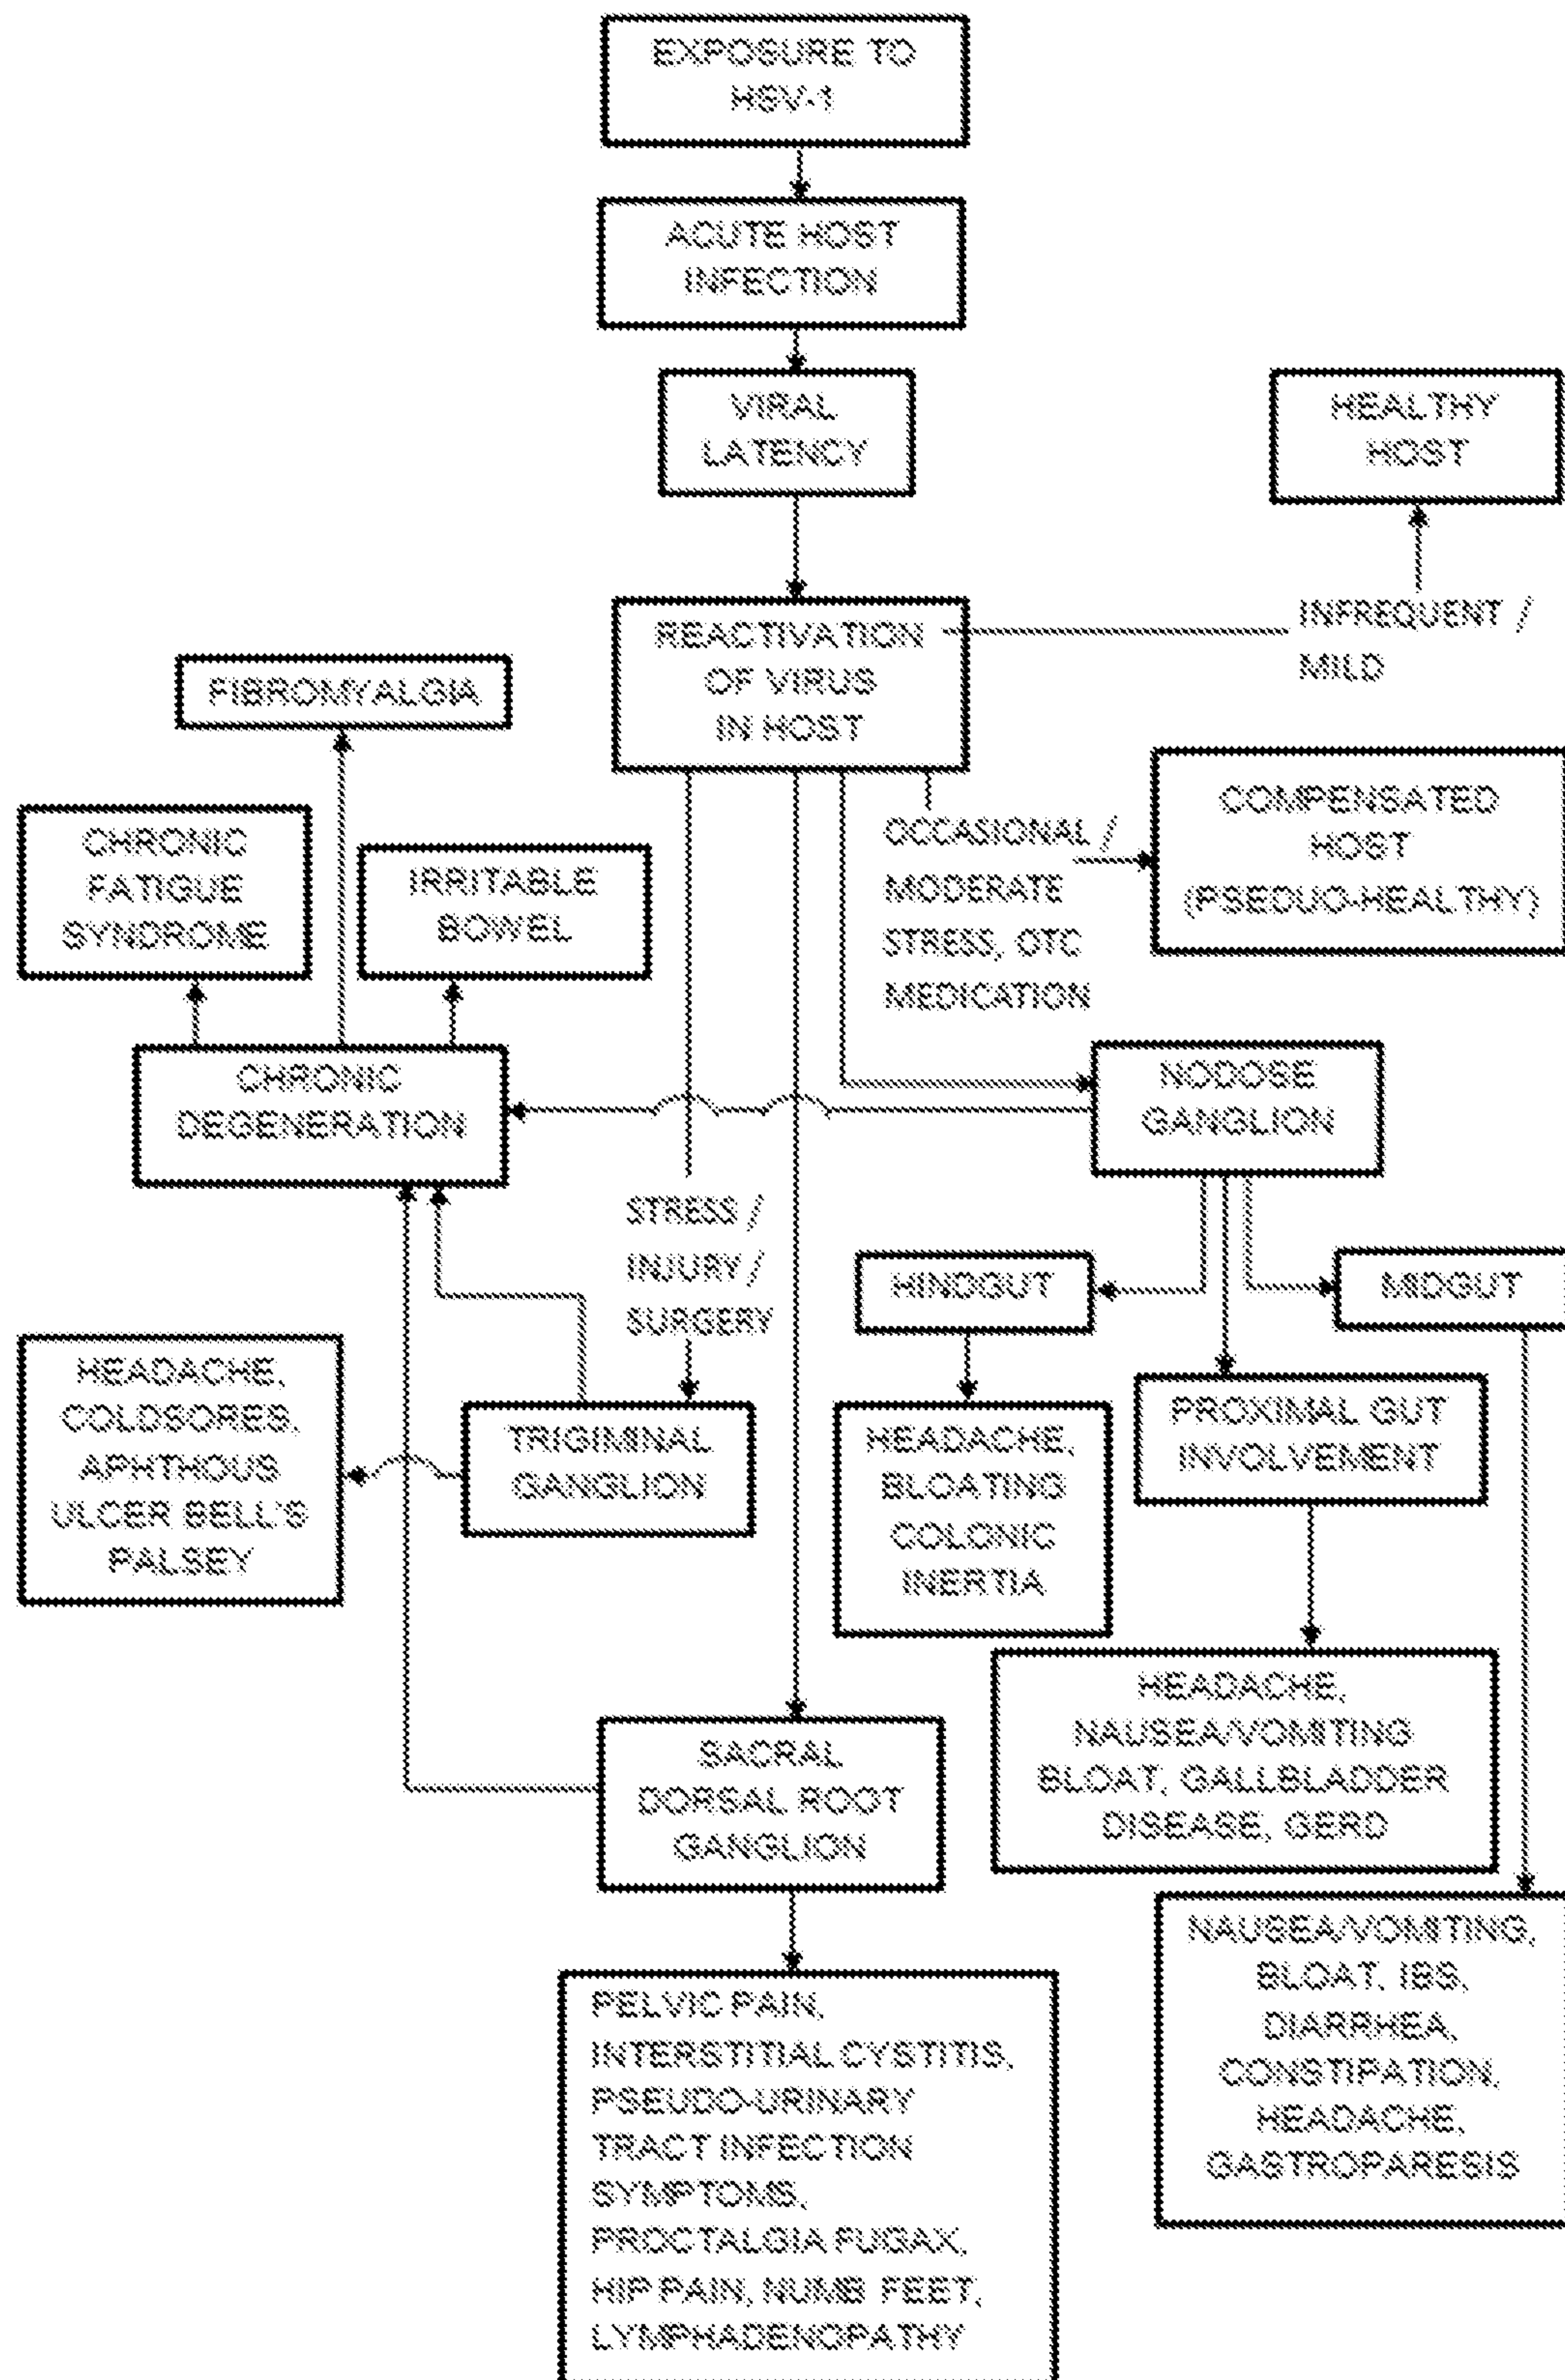 EXPOSURE TO
HSV-1
ACUTE HOST
INFECTION
VIRAL
LATENCY
HEALTHY
HOST
REACTIVATION
OF VIRUS
IN HOST
INFREQUENT /
MILD
FIBROMYALGIA
CHRONIC
FATIGUE
SYNDROME
IRRITABLE
BOWEL
OCCASIONAL /
MODERATE
STRESS, OTC
MEDICATION
COMPENSATED
HOST
(PSEDUO-HEALTHY)
CHRONIC
DEGENERATION
NODOSE
GANGLION
STRESS /
INJURY /
SURGERY
HINDGUT
MIDGUT
HEADACHE,
COLDSORES,
APHTHOUS
ULCER BELL'S
PALSEY
TRIGIMINAL
GANGLION
HEADACHE,
BLOATING
COLONIC
INERTIA
PROXIMAL GUT
INVOLVEMENT
HEADACHE,
NAUSEA/VOMITING
BLOAT, GALLBLADDER
DISEASE, GERD
SACRAL
DORSAL ROOT
GANGLION
NAUSEA/VOMITING,
BLOAT, IBS,
DIARRHEA,
CONSTIPATION,
HEADACHE,
GASTROPARESIS
PELVIC PAIN,
INTERSTITIAL CYSTITIS,
PSEUDO-URINARY
TRACT INFECTION
SYMPTOMS,
PROCTALGIA FUGAX,
HIP PAIN, NUMB FEET,
LYMPHADENOPATHY